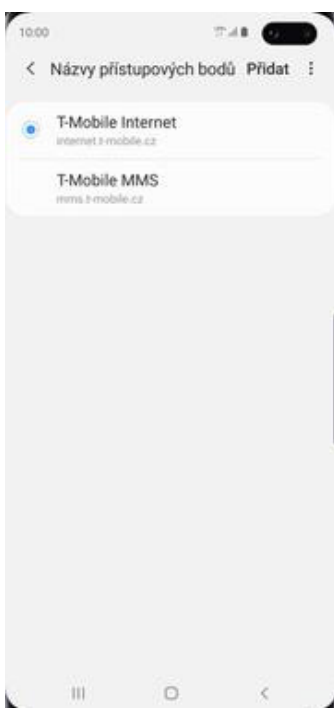 10:00
Názvy přístupových bodů Přidat
T-Mobile Internet
internet.t-mobile.cz
T-Mobile MMS
mms.t-mobile.cz